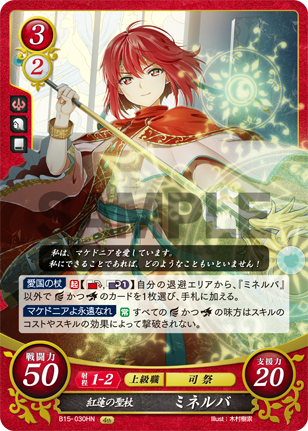 3
2
SAMPLE
私は、マケドニアを愛しています。
私にできることであれば、どのようなこともいといません!
愛国の杖 起 自分の退避エリアから、『ミネルバ』
以外で かつ のカードを1枚選び、手札に加える。
マケドニアよ永遠なれ 常 すべての かつ の味方はスキルの
コストやスキルの効果によって撃破されない。
戦闘力
50
射程 1-2 上級職 司祭
支援力
20
紅蓮の聖杖 ミネルバ
B15-030HN
Illust:木村樹崇